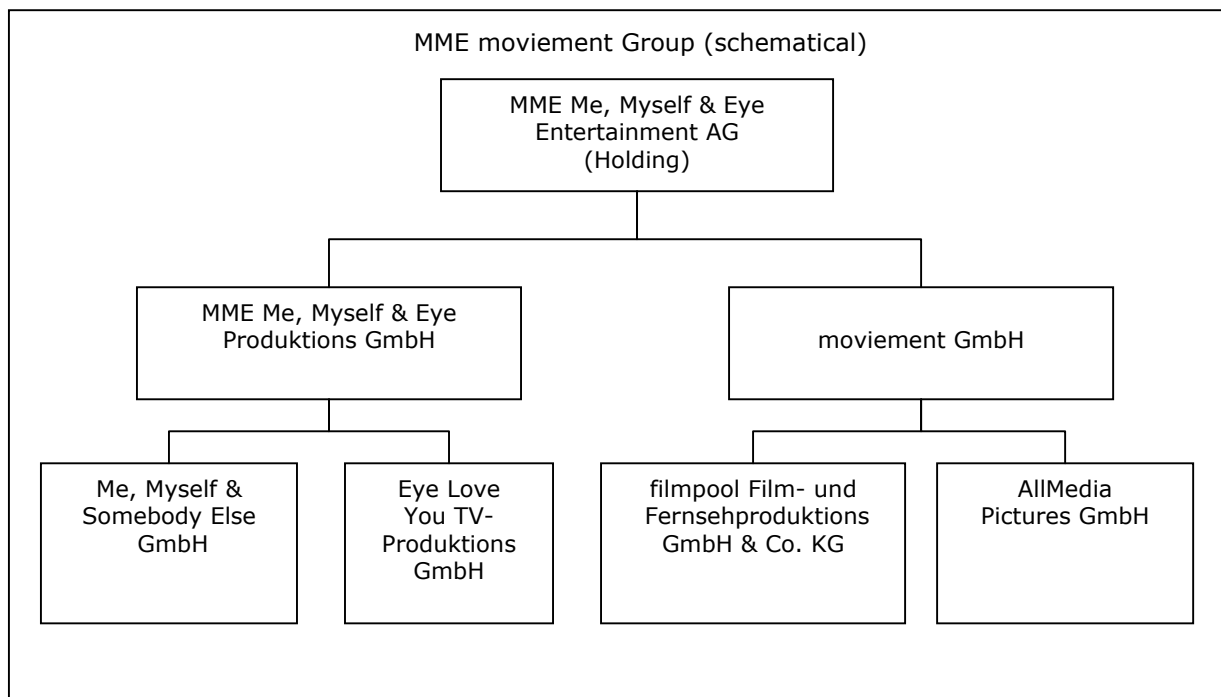 MME moviement Group (schematical)
MME Me, Myself & Eye
Entertainment AG
(Holding)
MME Me, Myself & Eye
Produktions GmbH
moviement GmbH
Me, Myself &
Somebody Else
GmbH
Eye Love
You TV-
Produktions
GmbH
filmpool Film- und
Fernsehproduktions
GmbH & Co. KG
AllMedia
Pictures GmbH